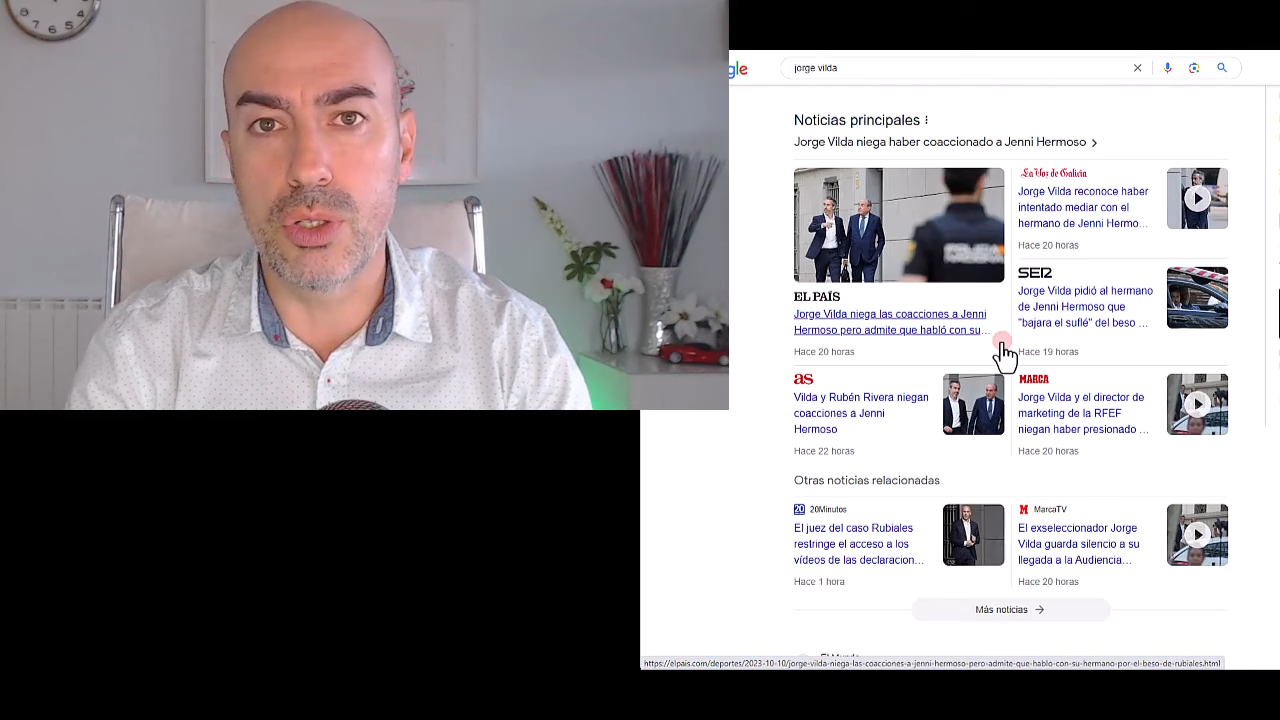 gle
jorge vilda
Noticias principales
Jorge Vilda niega haber coaccionado a Jenni Hermoso
EL PAÍS
Jorge Vilda niega las coacciones a Jenni
Hermoso pero admite que habló con su...
Hace 20 horas
La Voz de Galicia
Jorge Vilda reconoce haber
intentado mediar con el
hermano de Jenni Hermo...
Hace 20 horas
SER
Jorge Vilda pidió al hermano
de Jenni Hermoso que
"bajara el suflé" del beso ...
Hace 19 horas
as
Vilda y Rubén Rivera niegan
coacciones a Jenni
Hermoso
Hace 22 horas
MARCA
Jorge Vilda y el director de
marketing de la RFEF
niegan haber presionado ...
Hace 20 horas
Otras noticias relacionadas
20 20Minutos
El juez del caso Rubiales
restringe el acceso a los
vídeos de las declaracion...
Hace 1 hora
M MarcaTV
El exseleccionador Jorge
Vilda guarda silencio a su
llegada a la Audiencia...
Hace 20 horas
Más noticias
El Mundo
https://elpais.com/deportes/2023-10-10/jorge-vilda-niega-las-coacciones-a-jenni-hermoso-pero-admite-que-hablo-con-su-hermano-por-el-beso-de-rubiales.html